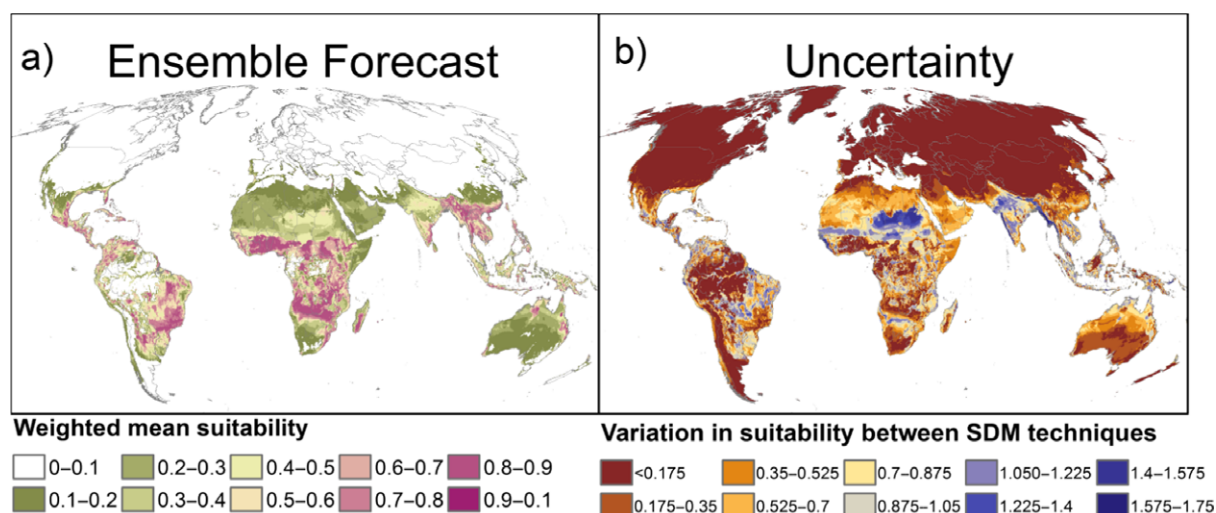 a) Ensemble Forecast
b) Uncertainty
Weighted mean suitability
0–0.1 0.2–0.3 0.4–0.5 0.6–0.7 0.8–0.9
0.1–0.2 0.3–0.4 0.5–0.6 0.7–0.8 0.9–0.1
Variation in suitability between SDM techniques
<0.175 0.35–0.525 0.7–0.875 1.050–1.225 1.4–1.575
0.175–0.35 0.525–0.7 0.875–1.05 1.225–1.4 1.575–1.75